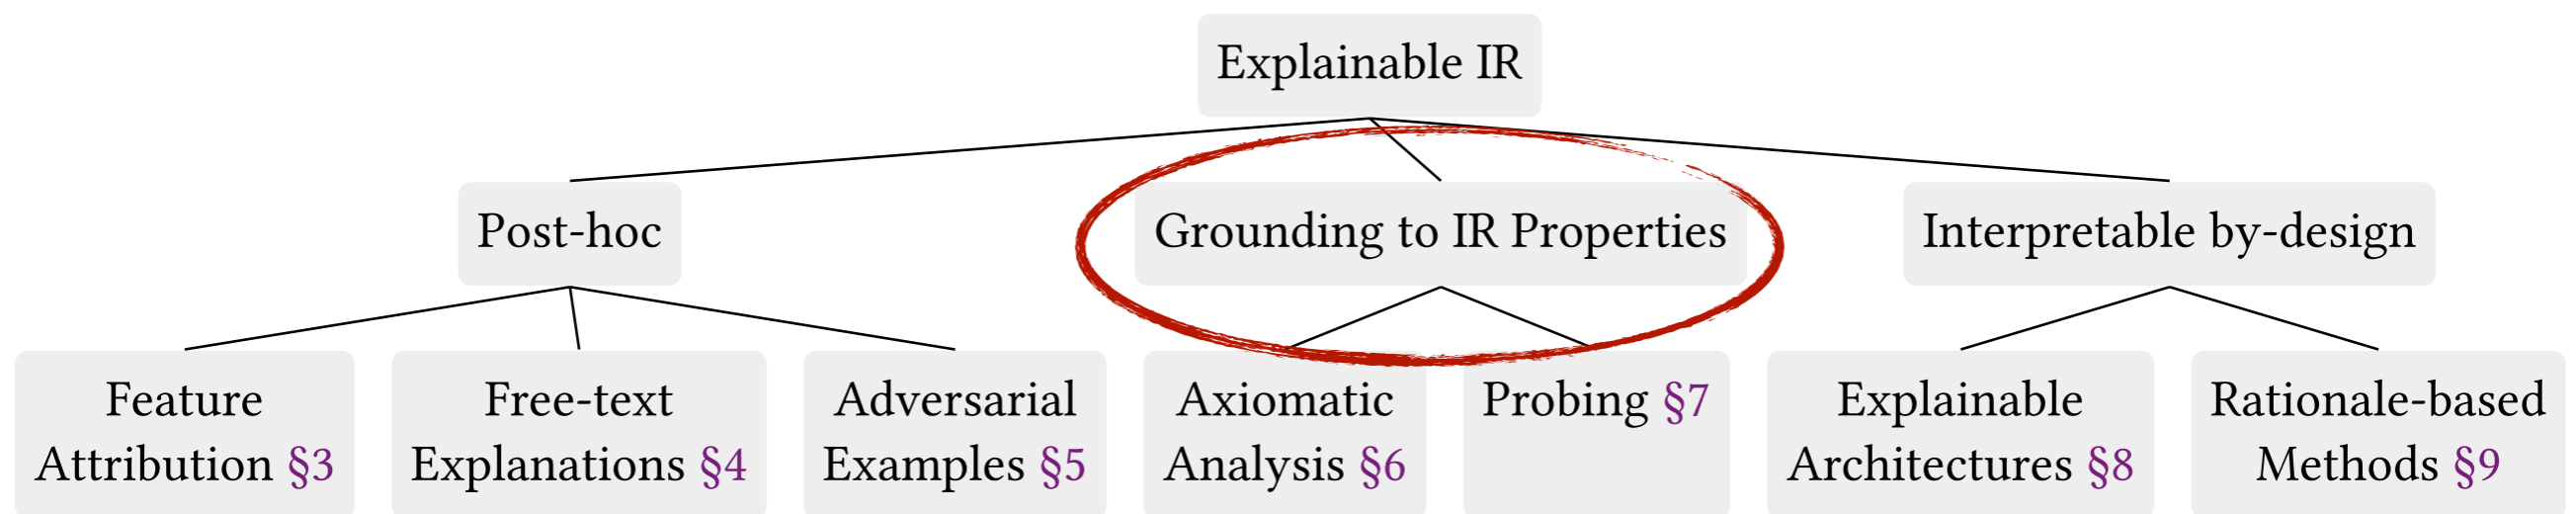 Explainable IR
Post-hoc
Grounding to IR Properties
Interpretable by-design
Feature
Attribution §3
Free-text
Explanations §4
Adversarial
Examples §5
Axiomatic
Analysis §6
Probing §7
Explainable
Architectures §8
Rationale-based
Methods §9